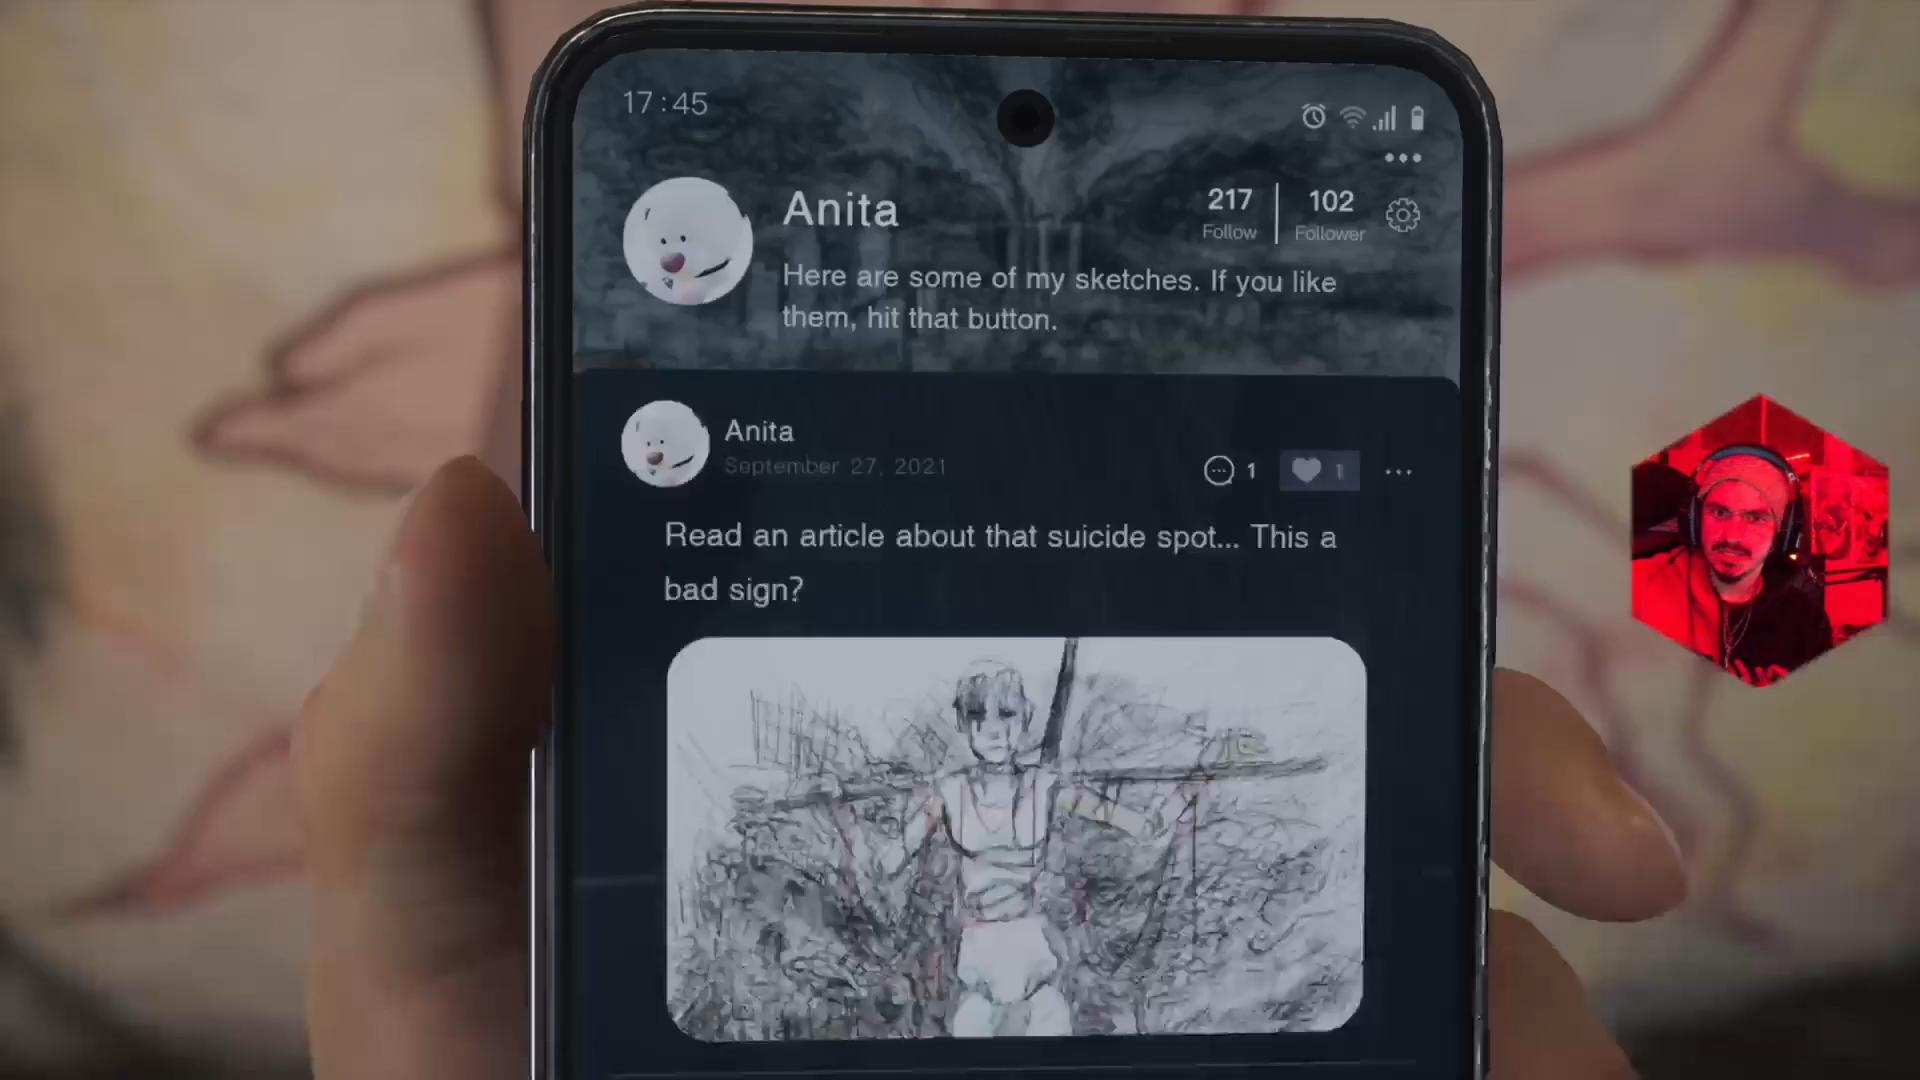 17:45
Anita
217
Follow
102
Follower
Here are some of my sketches. If you like
them, hit that button.
Anita
September 27, 2021
1
1
Read an article about that suicide spot... This a
bad sign?